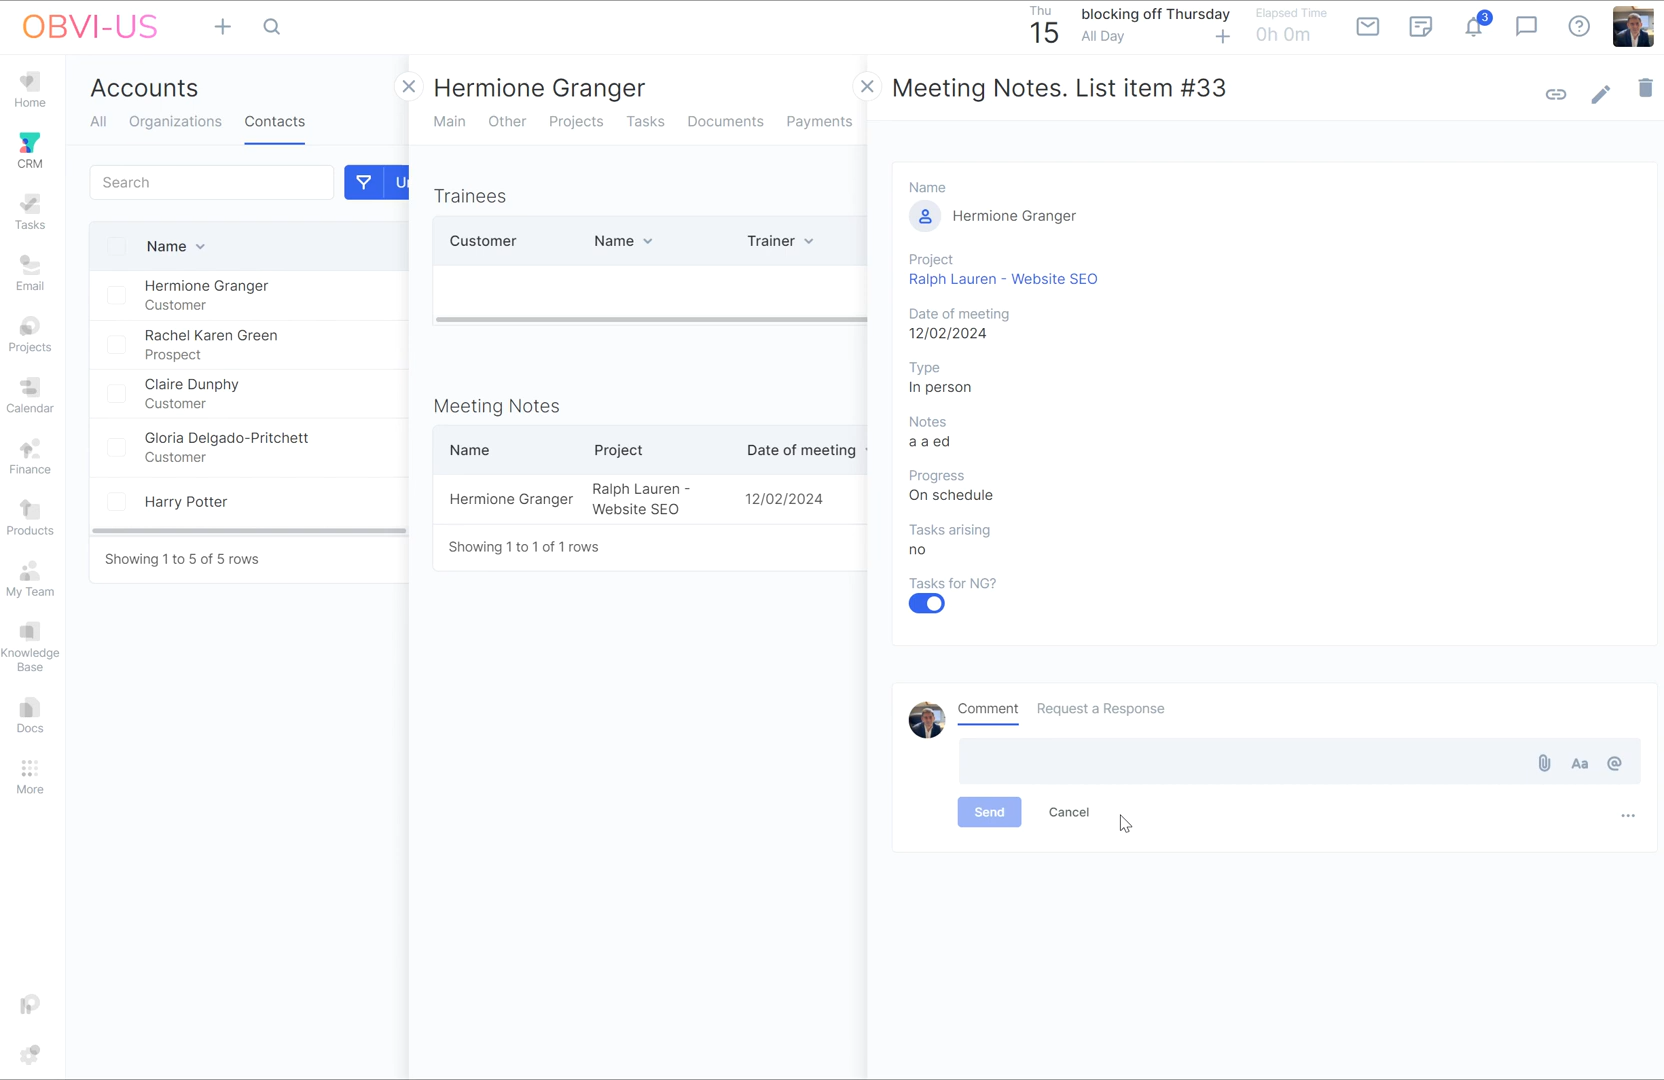 OBVI-US
Thu
15
blocking off Thursday
All Day
Elapsed Time
0h 0m
3
Home
CRM
Tasks
Email
Projects
Calendar
Finance
Products
My Team
Knowledge
Base
Docs
More
Accounts
All
Organizations
Contacts
Search
Name
Hermione Granger
Customer
Rachel Karen Green
Prospect
Claire Dunphy
Customer
Gloria Delgado-Pritchett
Customer
Harry Potter
Showing 1 to 5 of 5 rows
Hermione Granger
Main
Other
Projects
Tasks
Documents
Payments
Trainees
Customer
Name
Trainer
Meeting Notes
Name
Project
Date of meeting
Hermione Granger
Ralph Lauren -
Website SEO
12/02/2024
Showing 1 to 1 of 1 rows
Meeting Notes. List item #33
Name
Hermione Granger
Project
Ralph Lauren - Website SEO
Date of meeting
12/02/2024
Type
In person
Notes
a a ed
Progress
On schedule
Tasks arising
no
Tasks for NG?
Comment
Request a Response
Aa
@
Send
Cancel